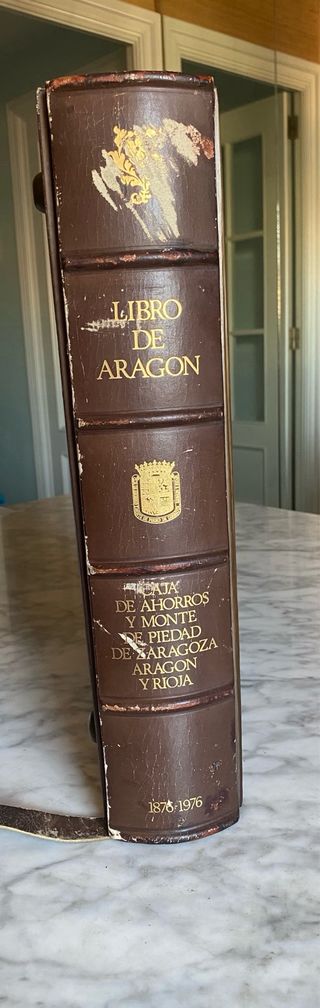 LIBRO
DE
ARAGON
CAJA
DE AHORROS
Y MONTE
DE PIEDAD
DE ZARAGOZA
ARAGON
Y RIOJA
1876-1976